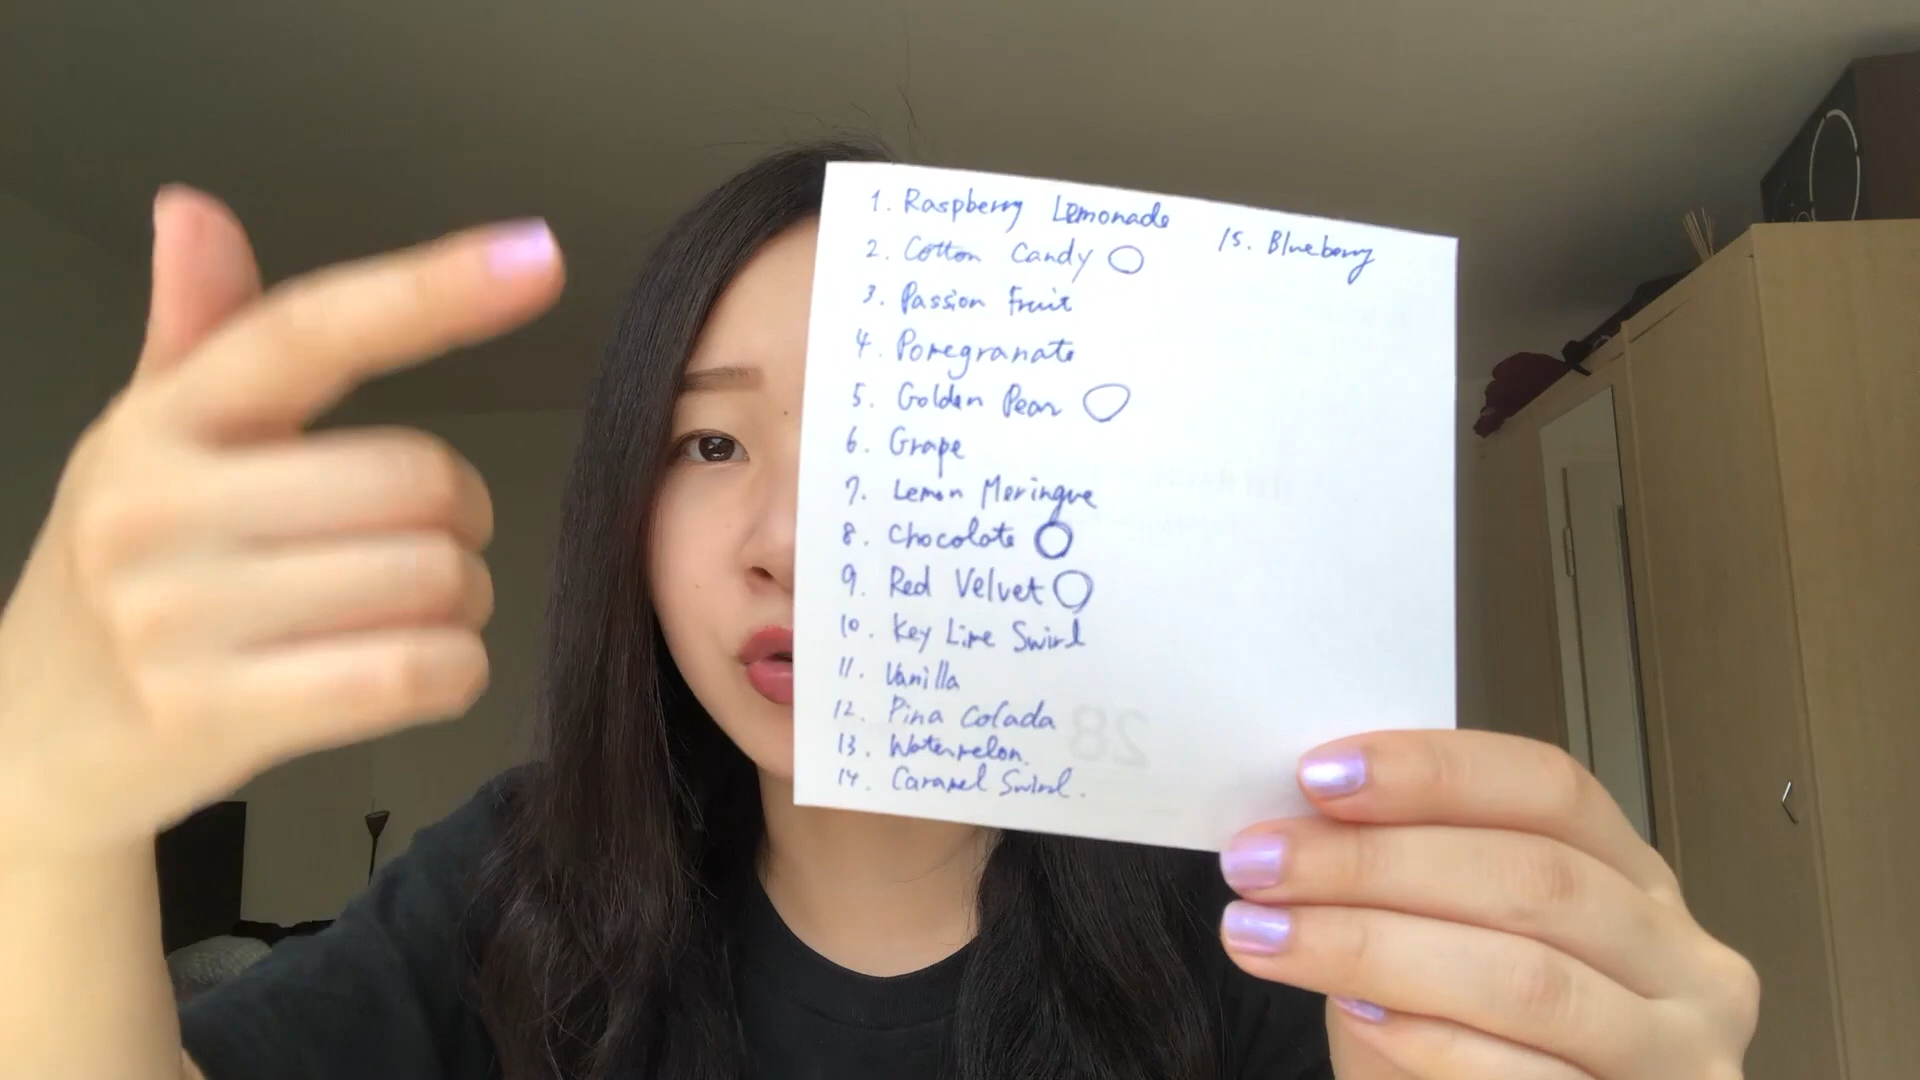 1. Raspberry Lemonade
2. Cotton Candy
3. Passion Fruit
4. Pomegranate
5. Golden Pear
6. Grape
7. Lemon Meringue
8. Chocolate
9. Red Velvet
10. Key Lime Swirl
11. Vanilla
12. Pina Colada
13. Watermelon.
14. Caramel Swirl.
15. Blueberry
28